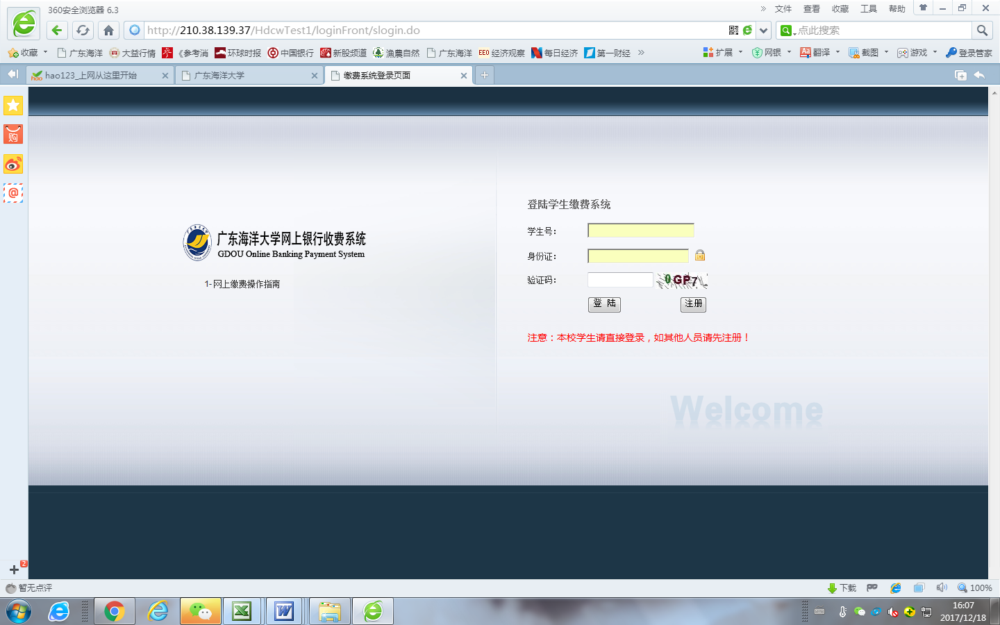 360安全浏览器 6.3
» 文件 查看 收藏 工具 帮助
http://210.38.139.37/HdcwTest1/loginFront/slogin.do
点此搜索
收藏 广东海洋 大益行情 《参考消 环球时报 中国银行 新股频道 渔農自然 广东海洋 EEO 经济观察 每日经济 第一财经 » 扩展 网银 Aa 翻译 截图 游戏 登录管家
hao123_上网从这里开始 广东海洋大学 缴费系统登录页面
购
@
登陆学生缴费系统
学生号：
广东海洋大学网上银行收费系统
GDOU Online Banking Payment System
身份证：
1- 网上缴费操作指南
验证码：
0GP7
登 陆 注册
注意：本校学生请直接登录，如其他人员请先注册！
Welcome
2
暂无点评
下载 100%
16:07
2017/12/18